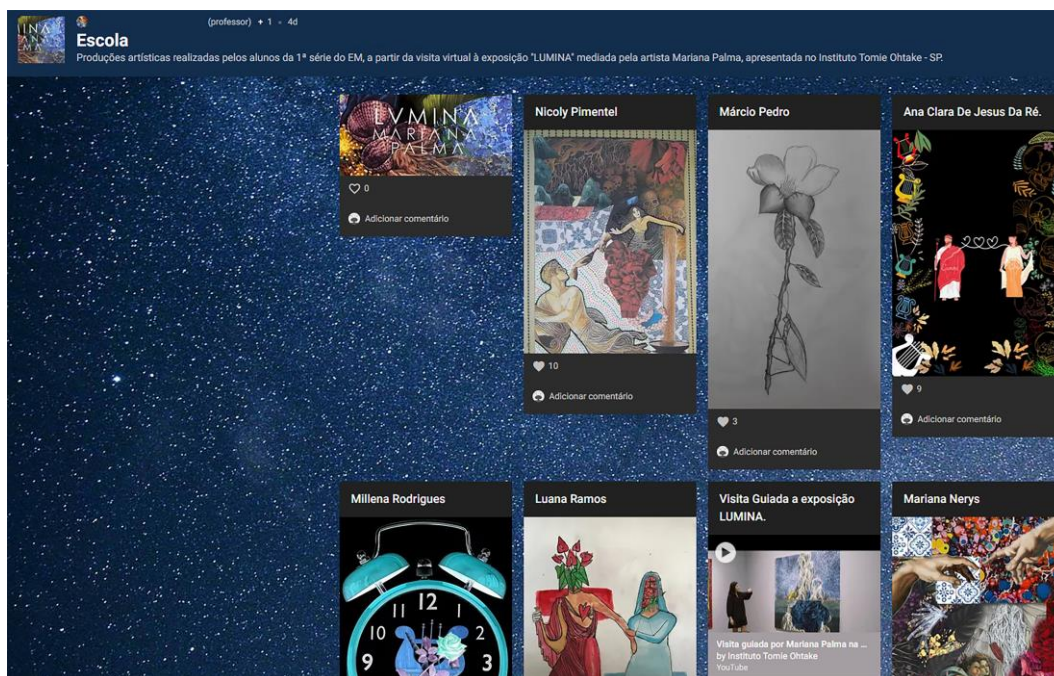 (professor) + 1 • 4d
Escola
Produções artísticas realizadas pelos alunos da 1ª série do EM, a partir da visita virtual à exposição "LUMINA" mediada pela artista Mariana Palma, apresentada no Instituto Tomie Ohtake - SP.
LVMINA
MARIANA
PALMA
0
Adicionar comentário
Nicoly Pimentel
10
Adicionar comentário
Márcio Pedro
3
Adicionar comentário
Ana Clara De Jesus Da Ré.
9
Adicionar comentário
Millena Rodrigues
11 12 1
10 2
9 3
Luana Ramos
Visita Guiada a exposição
LUMINA.
Visita guiada por Mariana Palma na ...
by Instituto Tomie Ohtake
YouTube
Mariana Nerys